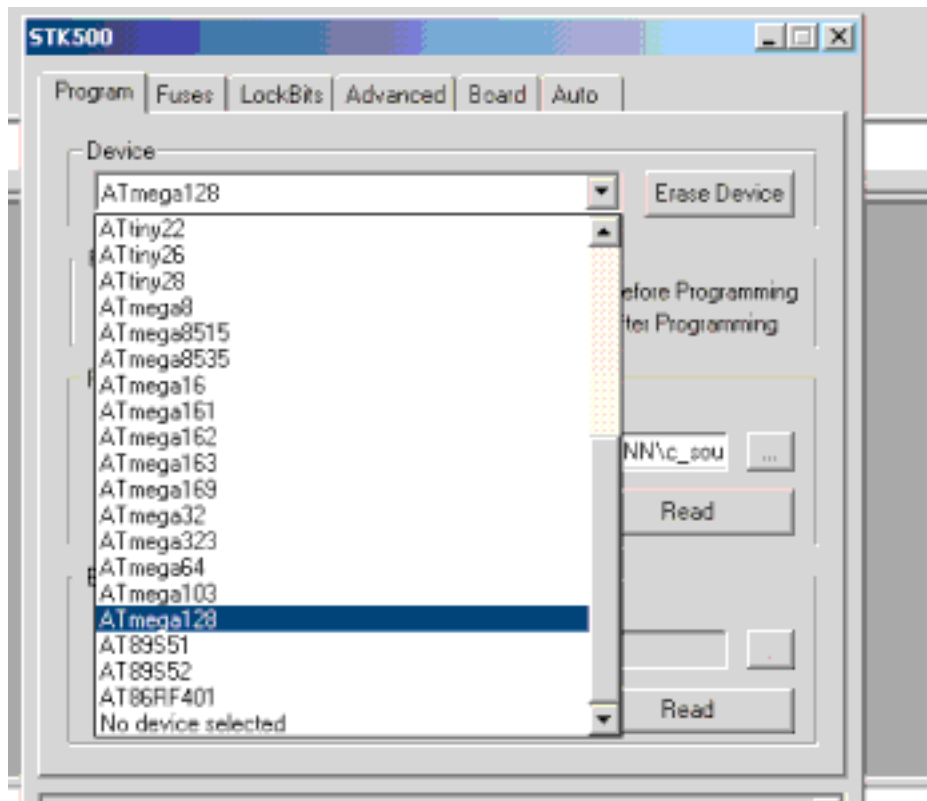 STK500
Program Fuses LockBits Advanced Board Auto
Device
ATmega128 Erase Device
ATtiny22
ATtiny26
ATtiny28
efore Programming
ATmega8
fter Programming
ATmega8515
ATmega8535
ATmega16
ATmega161
ATmega162
NN\c_sou ...
ATmega163
ATmega169
ATmega32 Read
ATmega323
ATmega64
ATmega103
ATmega128
AT89S51
AT89S52
AT86RF401
No device selected Read